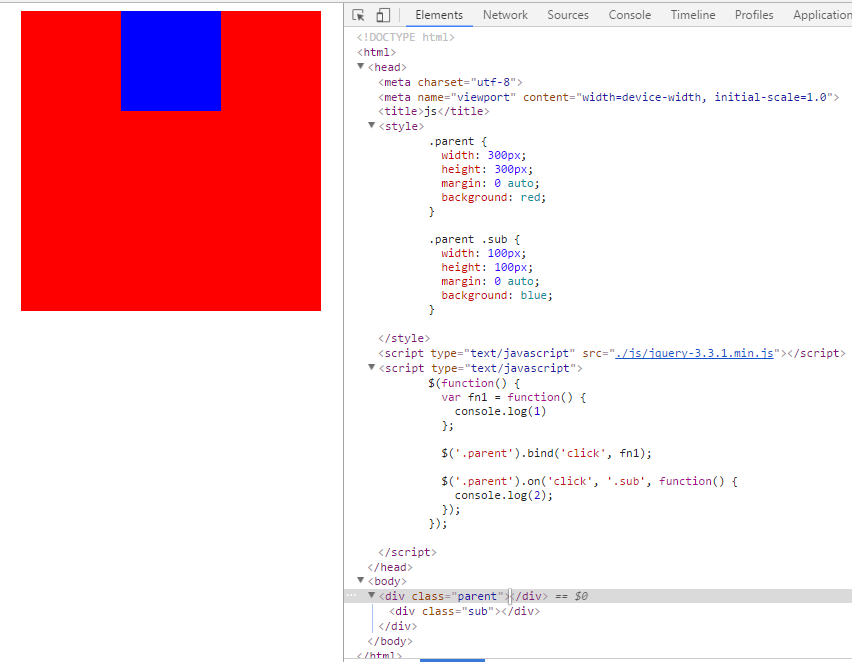 Elements Network Sources Console Timeline Profiles Application
<!DOCTYPE html>
<html>
<head>
<meta charset="utf-8">
<meta name="viewport" content="width=device-width, initial-scale=1.0">
<title>js</title>
<style>
.parent {
width: 300px;
height: 300px;
margin: 0 auto;
background: red;
}
.parent .sub {
width: 100px;
height: 100px;
margin: 0 auto;
background: blue;
}
</style>
<script type="text/javascript" src="./js/jquery-3.3.1.min.js"></script>
<script type="text/javascript">
$(function() {
var fn1 = function() {
console.log(1)
};
$('.parent').bind('click', fn1);
$('.parent').on('click', '.sub', function() {
console.log(2);
});
});
</script>
</head>
<body>
<div class="parent"></div> == $0
<div class="sub"></div>
</div>
</body>
</html>